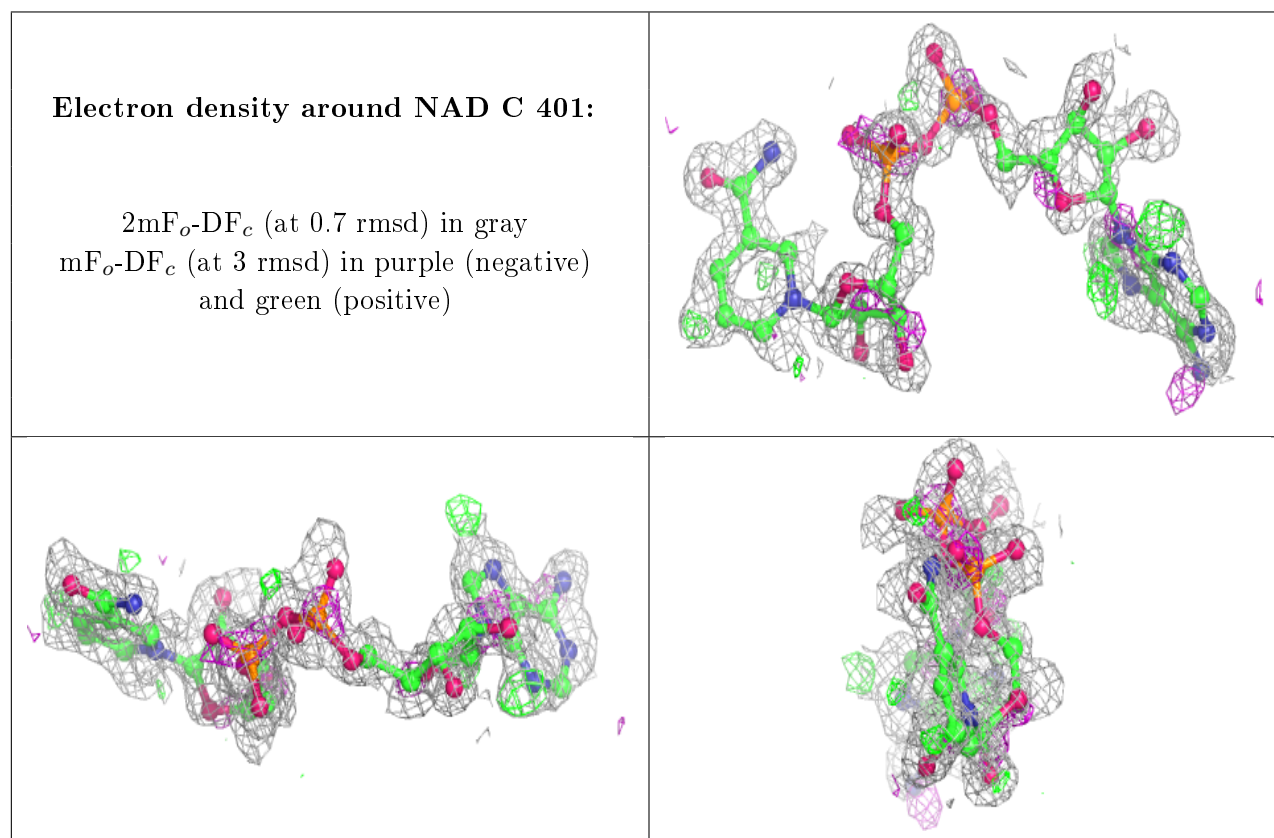 Electron density around NAD C 401:
2mFₒ-DF𝒸 (at 0.7 rmsd) in gray
mFₒ-DF𝒸 (at 3 rmsd) in purple (negative)
and green (positive)